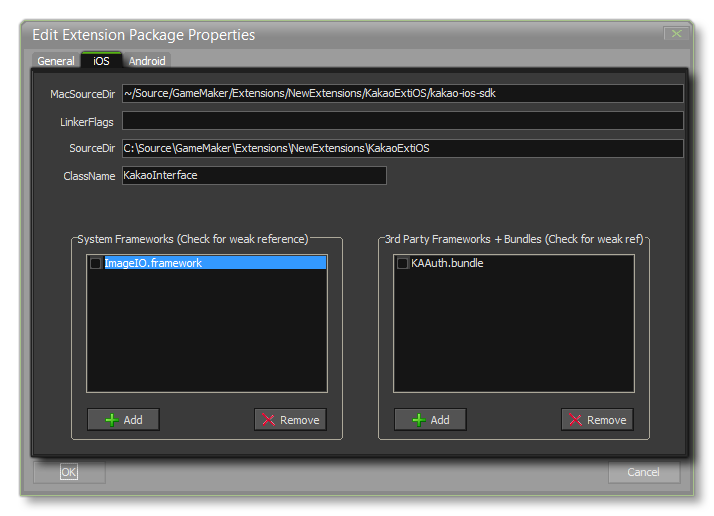 Edit Extension Package Properties
General iOS Android
MacSourceDir ~/Source/GameMaker/Extensions/NewExtensions/KakaoExtiOS/kakao-ios-sdk
LinkerFlags
SourceDir C:\Source\GameMaker\Extensions\NewExtensions\KakaoExtiOS
ClassName KakaoInterface
System Frameworks (Check for weak reference) 3rd Party Frameworks + Bundles (Check for weak ref)
ImageIO.framework KAAuth.bundle
Add Remove Add Remove
OK Cancel